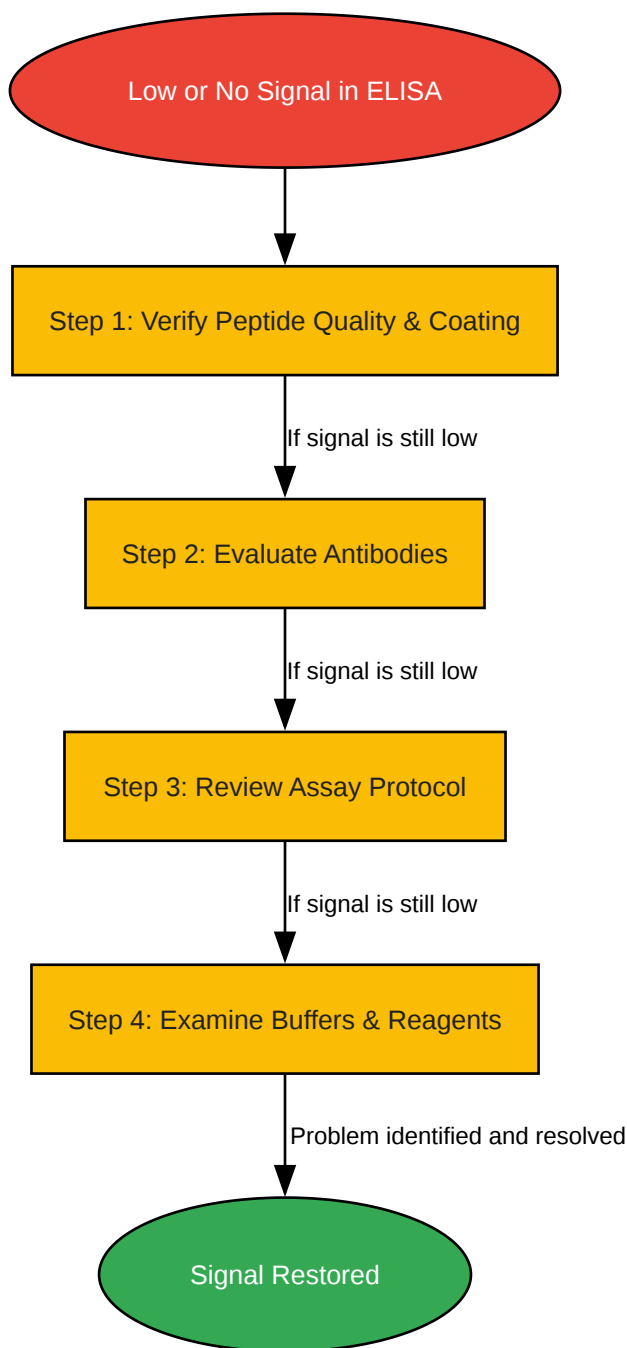 Low or No Signal in ELISA
Step 1: Verify Peptide Quality & Coating
If signal is still low
Step 2: Evaluate Antibodies
If signal is still low
Step 3: Review Assay Protocol
If signal is still low
Step 4: Examine Buffers & Reagents
Problem identified and resolved
Signal Restored